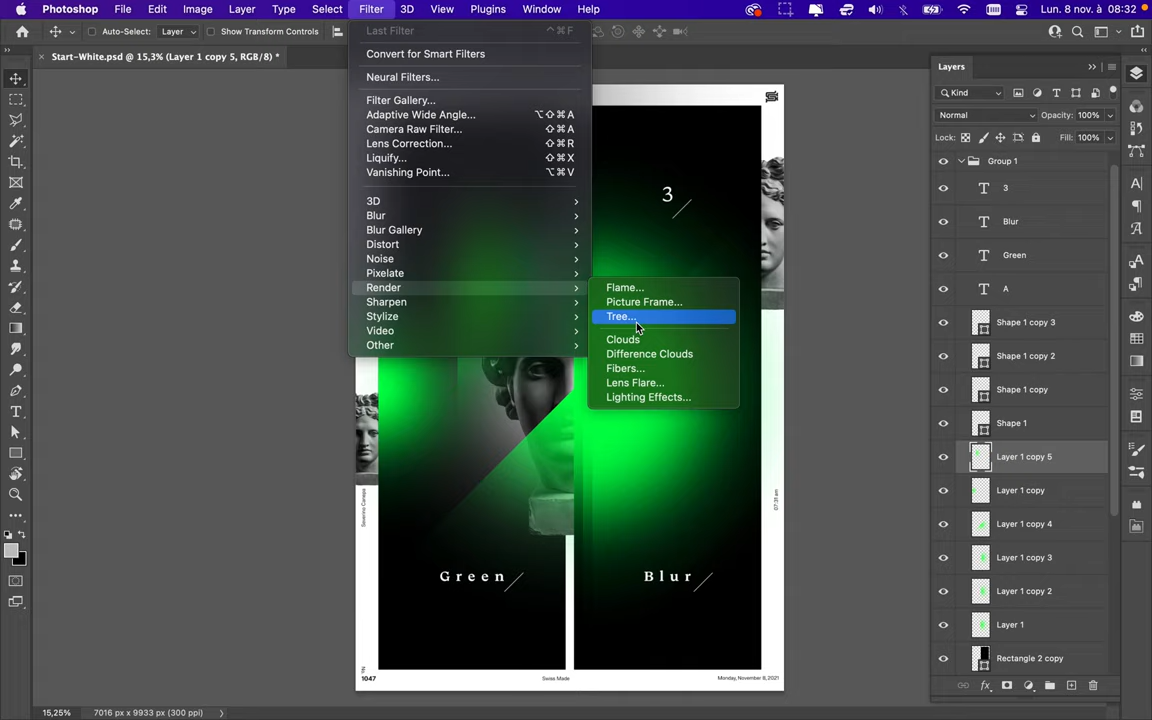 Photoshop File Edit Image Layer Type Select Filter 3D View Plugins Window Help Lun. 8 nov. à 08:32
Auto-Select: Layer Show Transform Controls
Start-White.psd @ 15,3% (Layer 1 copy 5, RGB/8) *
Last Filter ^⌘F
Convert for Smart Filters
Neural Filters...
Filter Gallery...
Adaptive Wide Angle... ⌥⇧⌘A
Camera Raw Filter... ⇧⌘A
Lens Correction... ⇧⌘R
Liquify... ⇧⌘X
Vanishing Point... ⌥⌘V
3D
Blur
Blur Gallery
Distort
Noise
Pixelate
Render
Sharpen
Stylize
Video
Other
Flame...
Picture Frame...
Tree...
Clouds
Difference Clouds
Fibers...
Lens Flare...
Lighting Effects...
3
Green
Blur
Severino Canepa
07:31 am
1047
Swiss Made
Monday, November 8, 2021
Layers
Kind
Normal Opacity: 100%
Lock: Fill: 100%
Group 1
3
Blur
Green
A
Shape 1 copy 3
Shape 1 copy 2
Shape 1 copy
Shape 1
Layer 1 copy 5
Layer 1 copy
Layer 1 copy 4
Layer 1 copy 3
Layer 1 copy 2
Layer 1
Rectangle 2 copy
15,25% 7016 px x 9933 px (300 ppi)